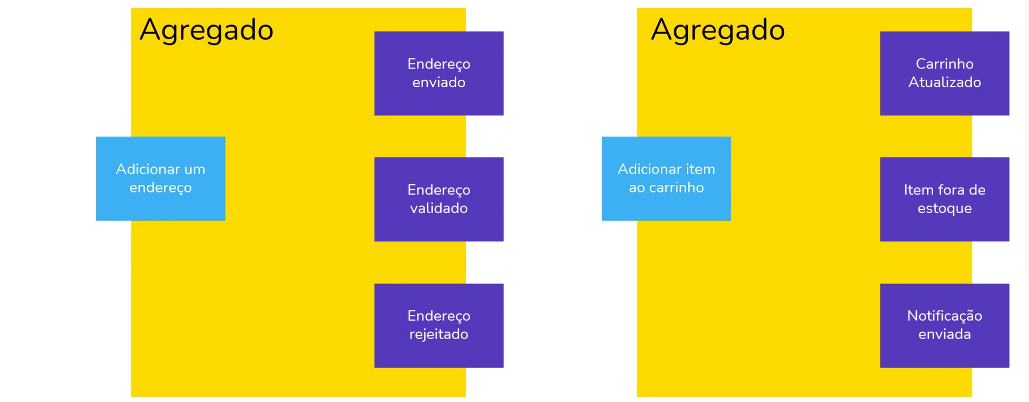 Agregado
Endereço
enviado
Adicionar um
endereço
Endereço
validado
Endereço
rejeitado
Agregado
Carrinho
Atualizado
Adicionar item
ao carrinho
Item fora de
estoque
Notificação
enviada